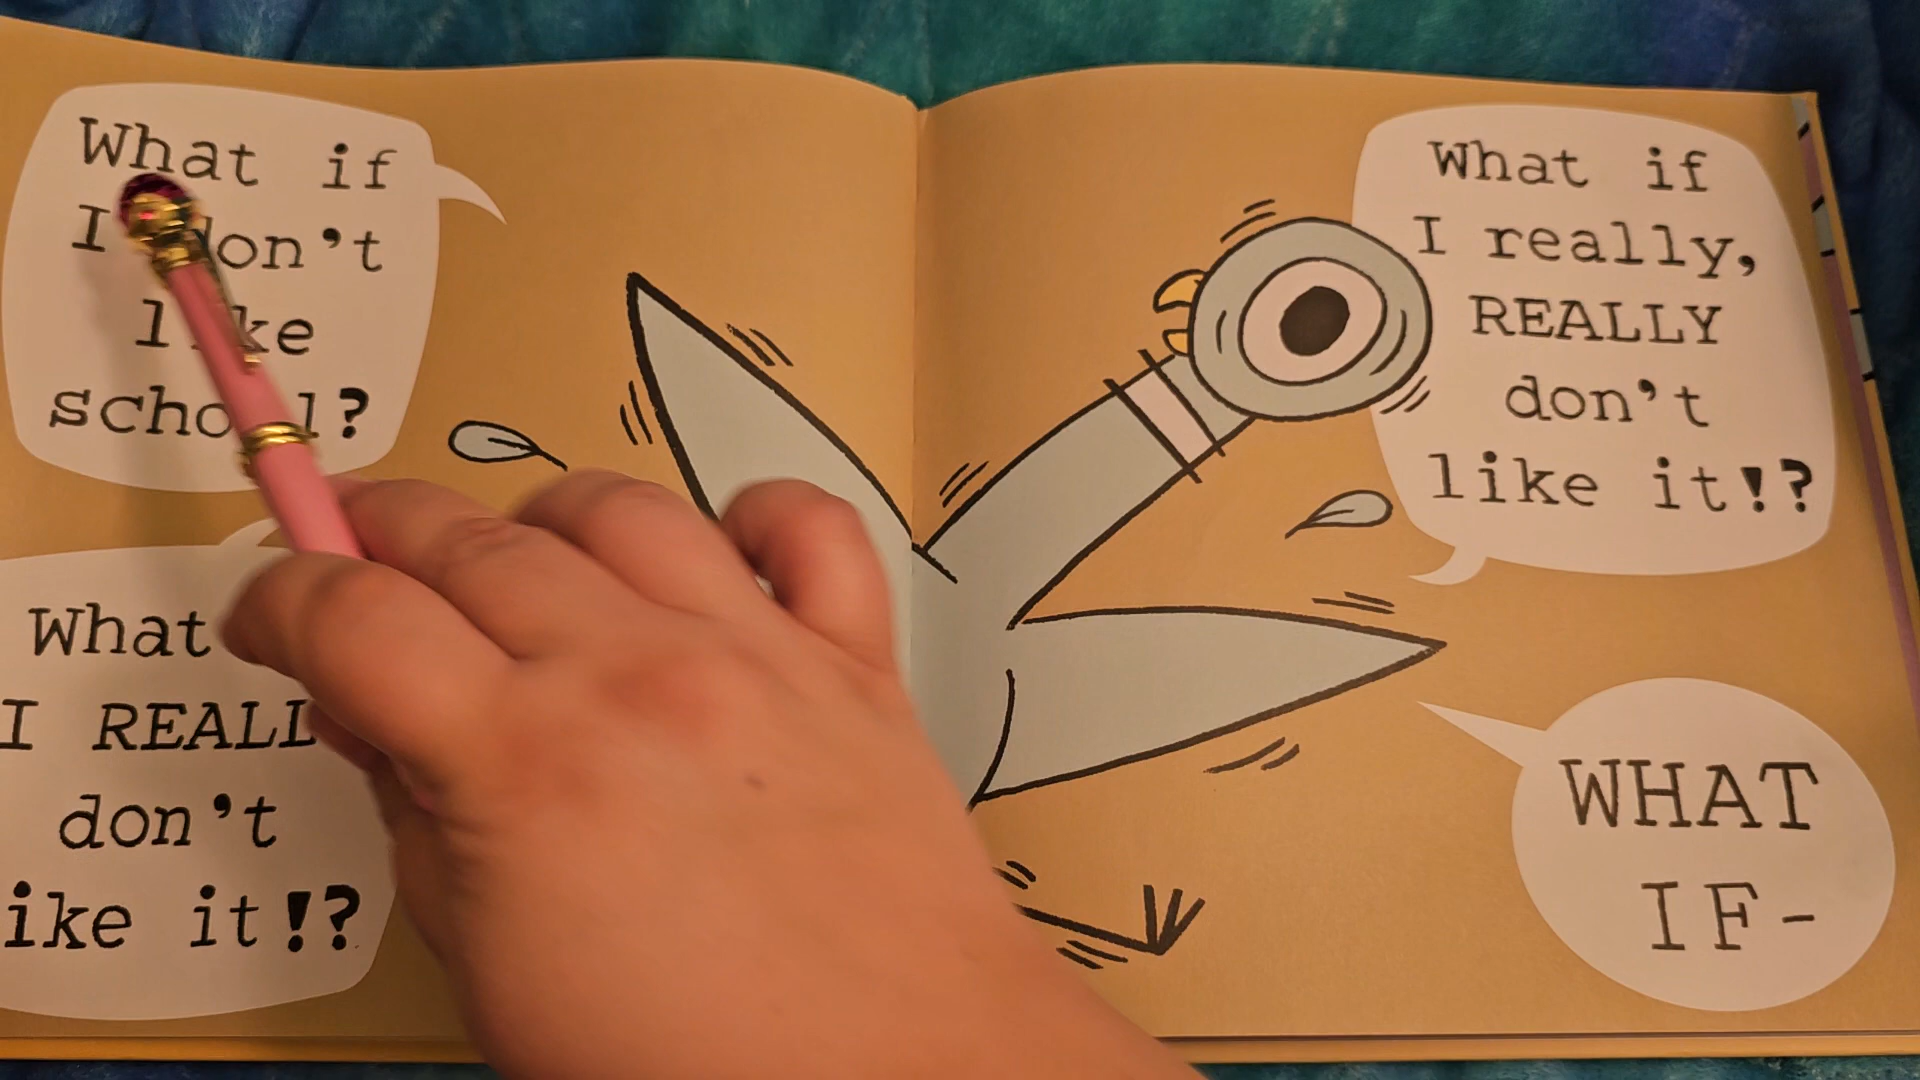 What if
I don't
like
school?
What
I REALL
don't
ike it!?
What if
I really,
REALLY
don't
like it!?
WHAT
IF-